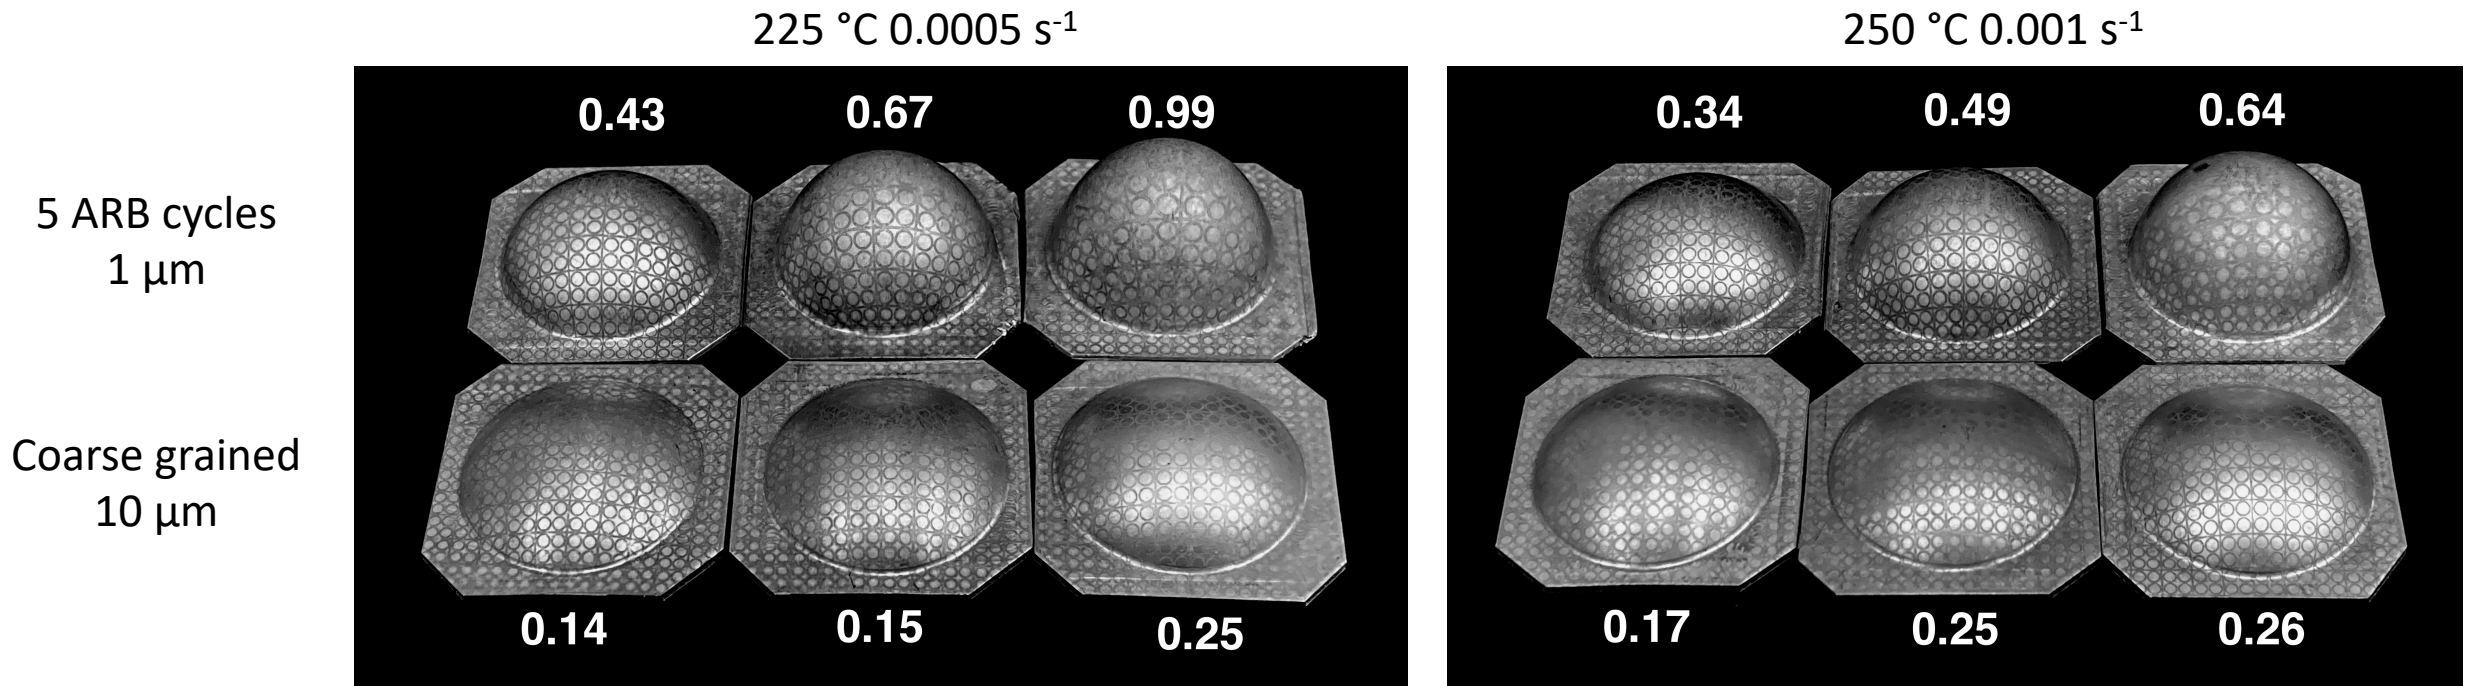 225 °C 0.0005 s⁻¹
250 °C 0.001 s⁻¹
0.43 0.67 0.99
0.34 0.49 0.64
5 ARB cycles
1 µm
Coarse grained
10 µm
0.14 0.15 0.25
0.17 0.25 0.26